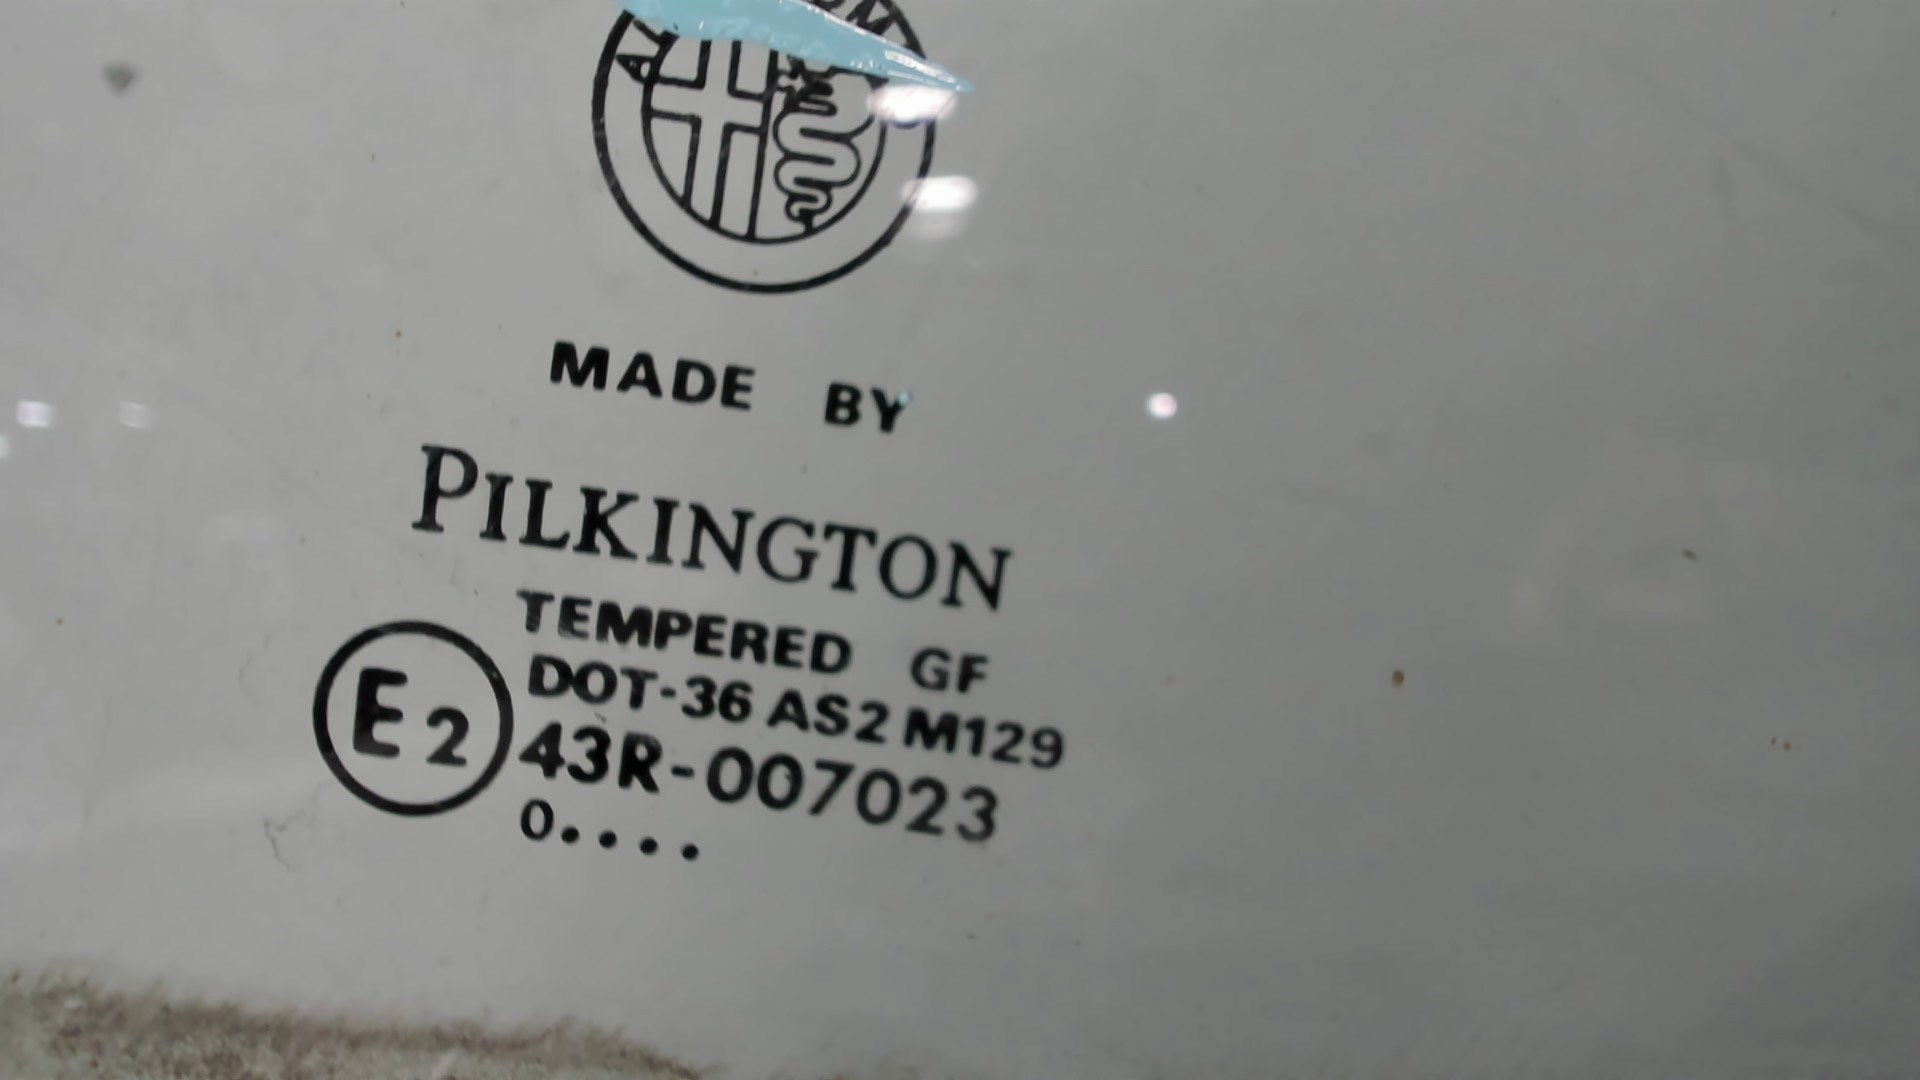 MADE BY
PILKINGTON
TEMPERED GF
DOT-36 AS2 M129
E2 43R-007023
0....